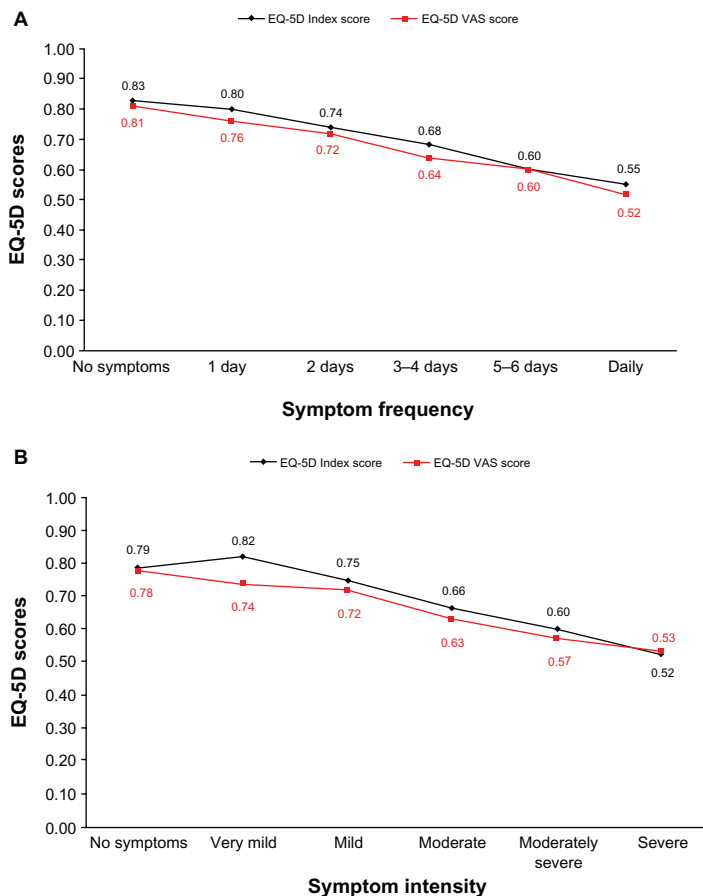 A
EQ-5D Index score EQ-5D VAS score
1.00
0.90
0.80
0.70
0.60
0.50
0.40
0.30
0.20
0.10
0.00
EQ-5D scores
0.83 0.80 0.74 0.68 0.60 0.55
0.81 0.76 0.72 0.64 0.60 0.52
No symptoms 1 day 2 days 3–4 days 5–6 days Daily
Symptom frequency
B
EQ-5D Index score EQ-5D VAS score
1.00
0.90
0.80
0.70
0.60
0.50
0.40
0.30
0.20
0.10
0.00
EQ-5D scores
0.79 0.82 0.75 0.66 0.60 0.52
0.78 0.74 0.72 0.63 0.57 0.53
No symptoms Very mild Mild Moderate Moderately severe Severe
Symptom intensity